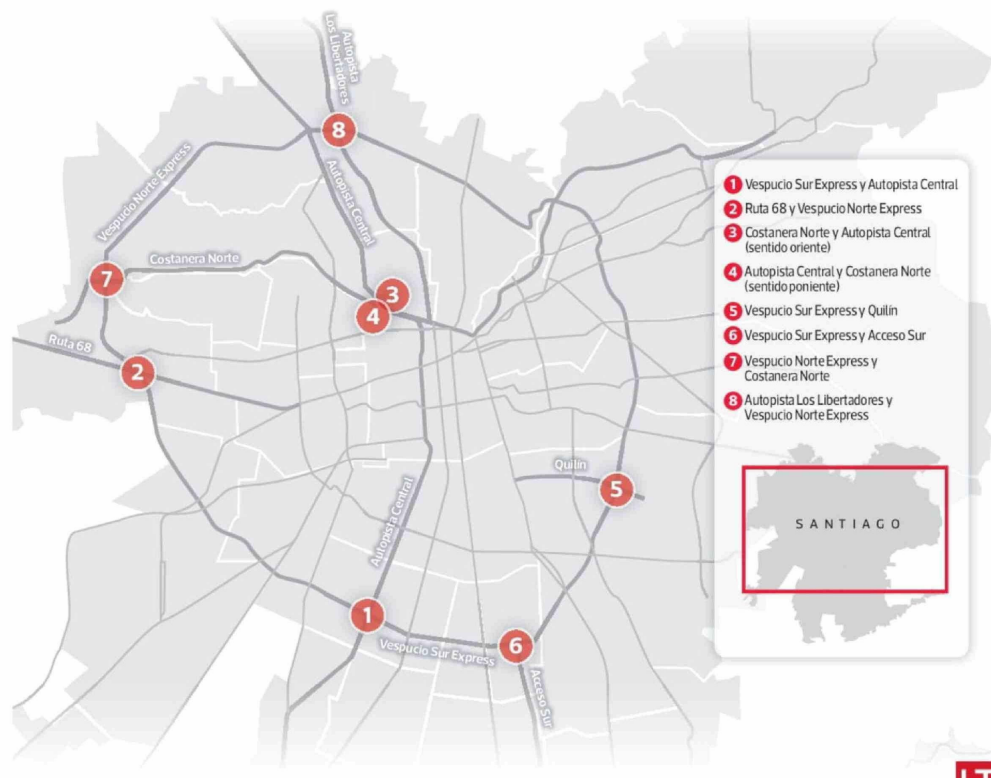 Autopista
Los Libertadores
8
Vespucio Norte Express
Autopista Central
Costanera Norte
7
3
4
Ruta 68
2
Quilín
5
Autopista Central
1
Vespucio Sur Express
6
Acceso Sur
1 Vespucio Sur Express y Autopista Central
2 Ruta 68 y Vespucio Norte Express
3 Costanera Norte y Autopista Central
(sentido oriente)
4 Autopista Central y Costanera Norte
(sentido poniente)
5 Vespucio Sur Express y Quilín
6 Vespucio Sur Express y Acceso Sur
7 Vespucio Norte Express y
Costanera Norte
8 Autopista Los Libertadores y
Vespucio Norte Express
SANTIAGO
LT